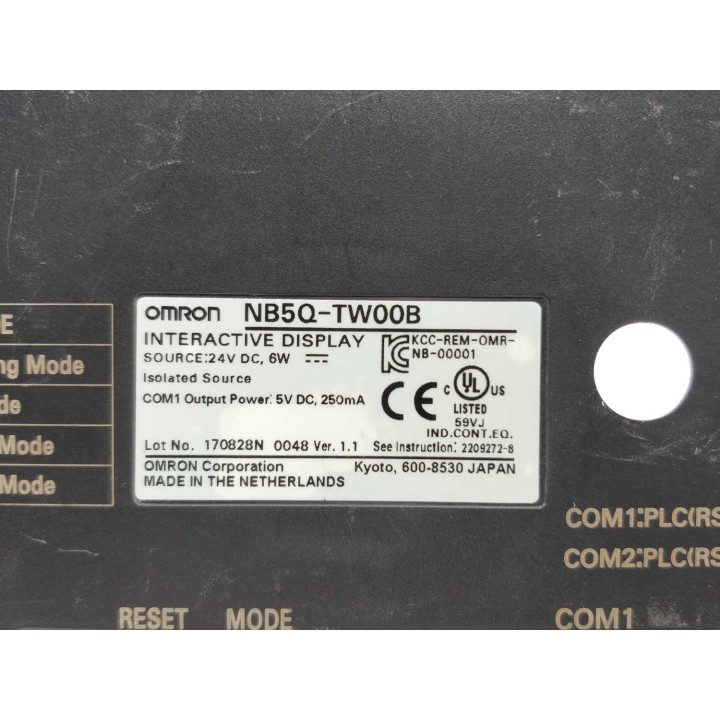 OMRON NB5Q-TW00B
INTERACTIVE DISPLAY
SOURCE:24V DC, 6W
KCC-REM-OMR-
NB-00001
Isolated Source
COM1 Output Power: 5V DC, 250mA
CE
C UL US
LISTED
59VJ
IND.CONT.EQ.
Lot No. 170828N 0048 Ver. 1.1 See Instruction: 2209272-8
OMRON Corporation Kyoto, 600-8530 JAPAN
MADE IN THE NETHERLANDS
E
ng Mode
de
Mode
Mode
COM1:PLC(RS
COM2:PLC(RS
RESET MODE COM1